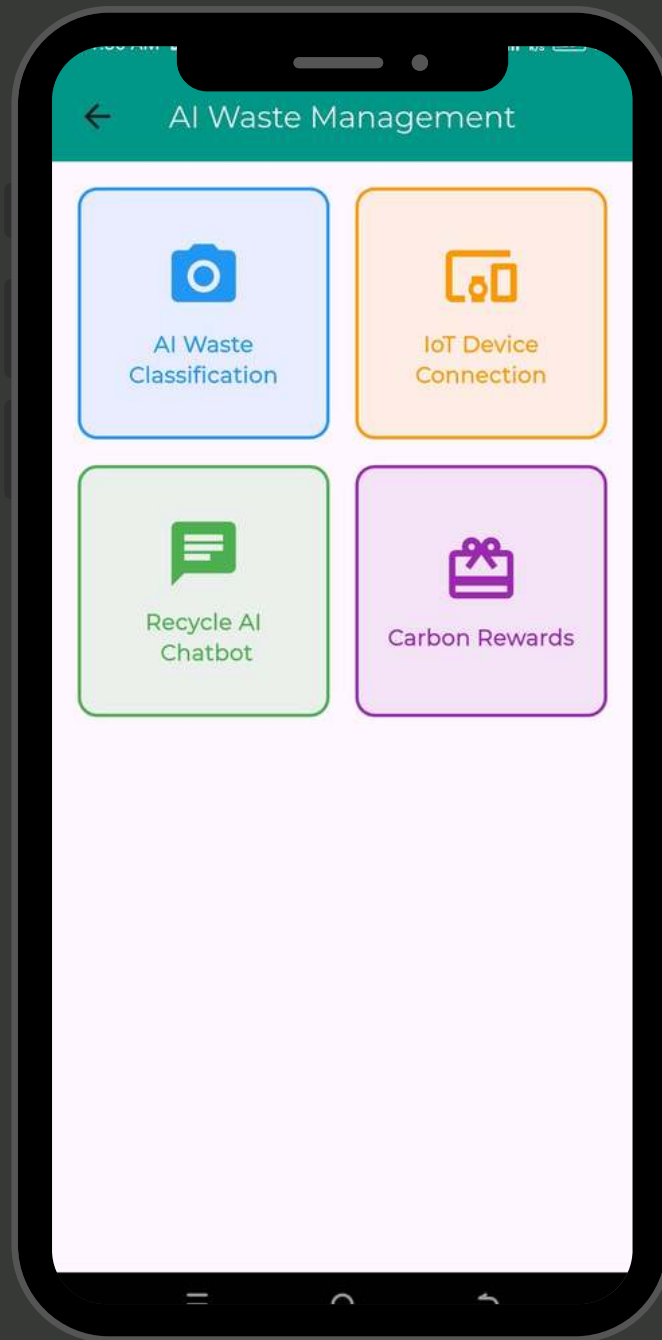 AI Waste Management
AI Waste
Classification
IoT Device
Connection
Recycle AI
Chatbot
Carbon Rewards